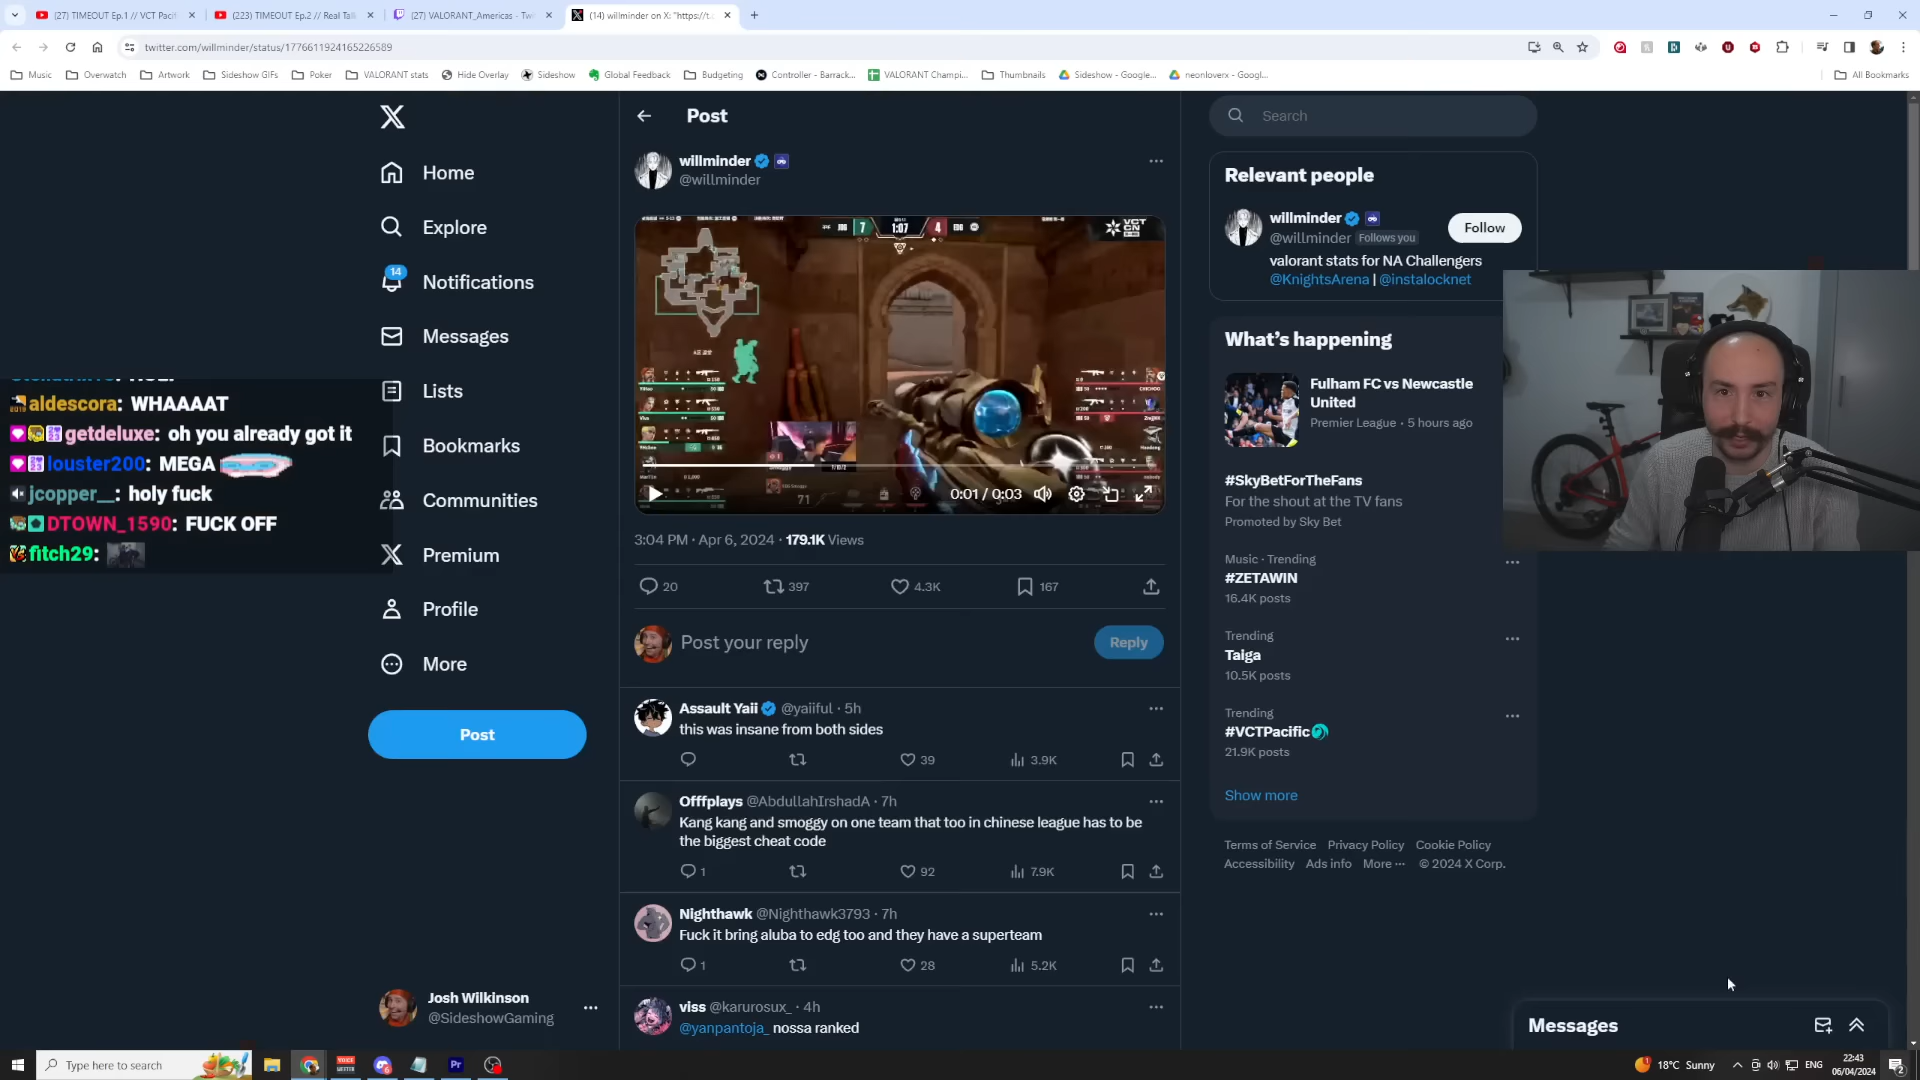 (27) TIMEOUT Ep.1 // VCT Paci
(223) TIMEOUT Ep.2 // Real Tal
(27) VALORANT_Americas - Tw
(14) willminder on X: "https://t.
twitter.com/willminder/status/1776611924165226589
Music
Overwatch
Artwork
Sideshow GIFs
Poker
VALORANT stats
Hide Overlay
Sideshow
Global Feedback
Budgeting
Controller - Barrack...
VALORANT Champi...
Thumbnails
Sideshow - Google...
neonloverx - Googl...
All Bookmarks
Home
Explore
14
Notifications
Messages
Lists
Bookmarks
Communities
Premium
Profile
More
Post
Josh Wilkinson
@SideshowGaming
aldescora: WHAAAAT
getdeluxe: oh you already got it
louster200: MEGA
jcopper__: holy fuck
DTOWN_1590: FUCK OFF
fitch29:
Post
willminder
@willminder
JDG 7 1:07 4 EDG
VCT
CN
71
0:01 / 0:03
3:04 PM · Apr 6, 2024 · 179.1K Views
20 397 4.3K 167
Post your reply
Reply
Assault Yaii @yaiiful · 5h
this was insane from both sides
39 3.9K
Offfplays @AbdullahIrshadA · 7h
Kang kang and smoggy on one team that too in chinese league has to be
the biggest cheat code
1 92 7.9K
Nighthawk @Nighthawk3793 · 7h
Fuck it bring aluba to edg too and they have a superteam
1 28 5.2K
viss @karurosux_ · 4h
@yanpantoja_ nossa ranked
Search
Relevant people
willminder
@willminder Follows you
Follow
valorant stats for NA Challengers
@KnightsArena | @instalocknet
What's happening
Fulham FC vs Newcastle
United
Premier League · 5 hours ago
#SkyBetForTheFans
For the shout at the TV fans
Promoted by Sky Bet
Music · Trending
#ZETAWIN
16.4K posts
Trending
Taiga
10.5K posts
Trending
#VCTPacific
21.9K posts
Show more
Terms of Service Privacy Policy Cookie Policy
Accessibility Ads info More ··· © 2024 X Corp.
Messages
Type here to search
18°C Sunny
ENG
22:43
06/04/2024
2